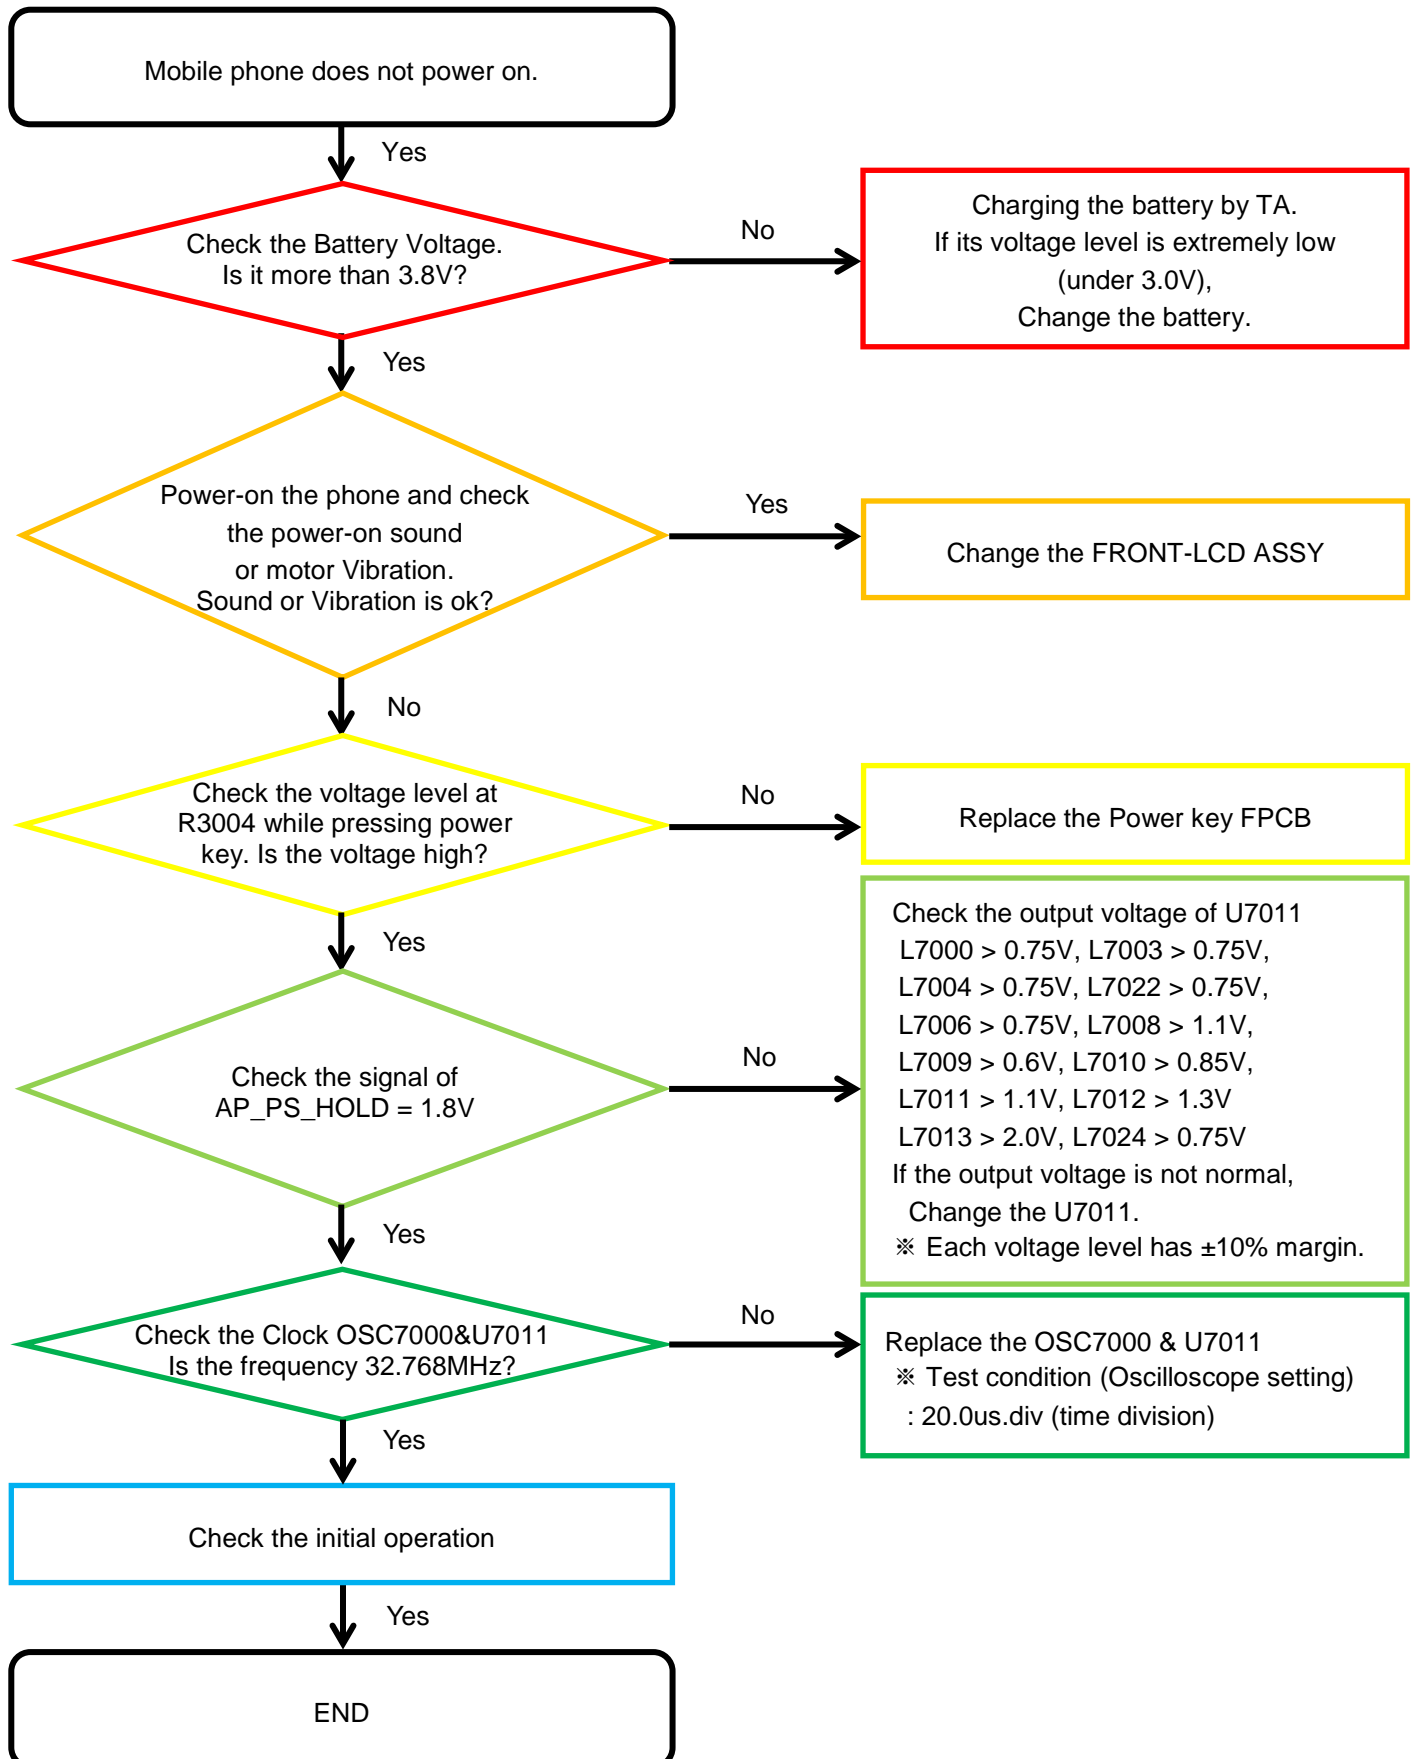 Mobile phone does not power on.
Yes
Check the Battery Voltage.
Is it more than 3.8V?
No
Charging the battery by TA.
If its voltage level is extremely low
(under 3.0V),
Change the battery.
Yes
Power-on the phone and check
the power-on sound
or motor Vibration.
Sound or Vibration is ok?
Yes
Change the FRONT-LCD ASSY
No
Check the voltage level at
R3004 while pressing power
key. Is the voltage high?
No
Replace the Power key FPCB
Yes
Check the signal of
AP_PS_HOLD = 1.8V
No
Check the output voltage of U7011
L7000 > 0.75V, L7003 > 0.75V,
L7004 > 0.75V, L7022 > 0.75V,
L7006 > 0.75V, L7008 > 1.1V,
L7009 > 0.6V, L7010 > 0.85V,
L7011 > 1.1V, L7012 > 1.3V
L7013 > 2.0V, L7024 > 0.75V
If the output voltage is not normal,
Change the U7011.
※ Each voltage level has ±10% margin.
Yes
Check the Clock OSC7000&U7011
Is the frequency 32.768MHz?
No
Replace the OSC7000 & U7011
※ Test condition (Oscilloscope setting)
: 20.0us.div (time division)
Yes
Check the initial operation
Yes
END